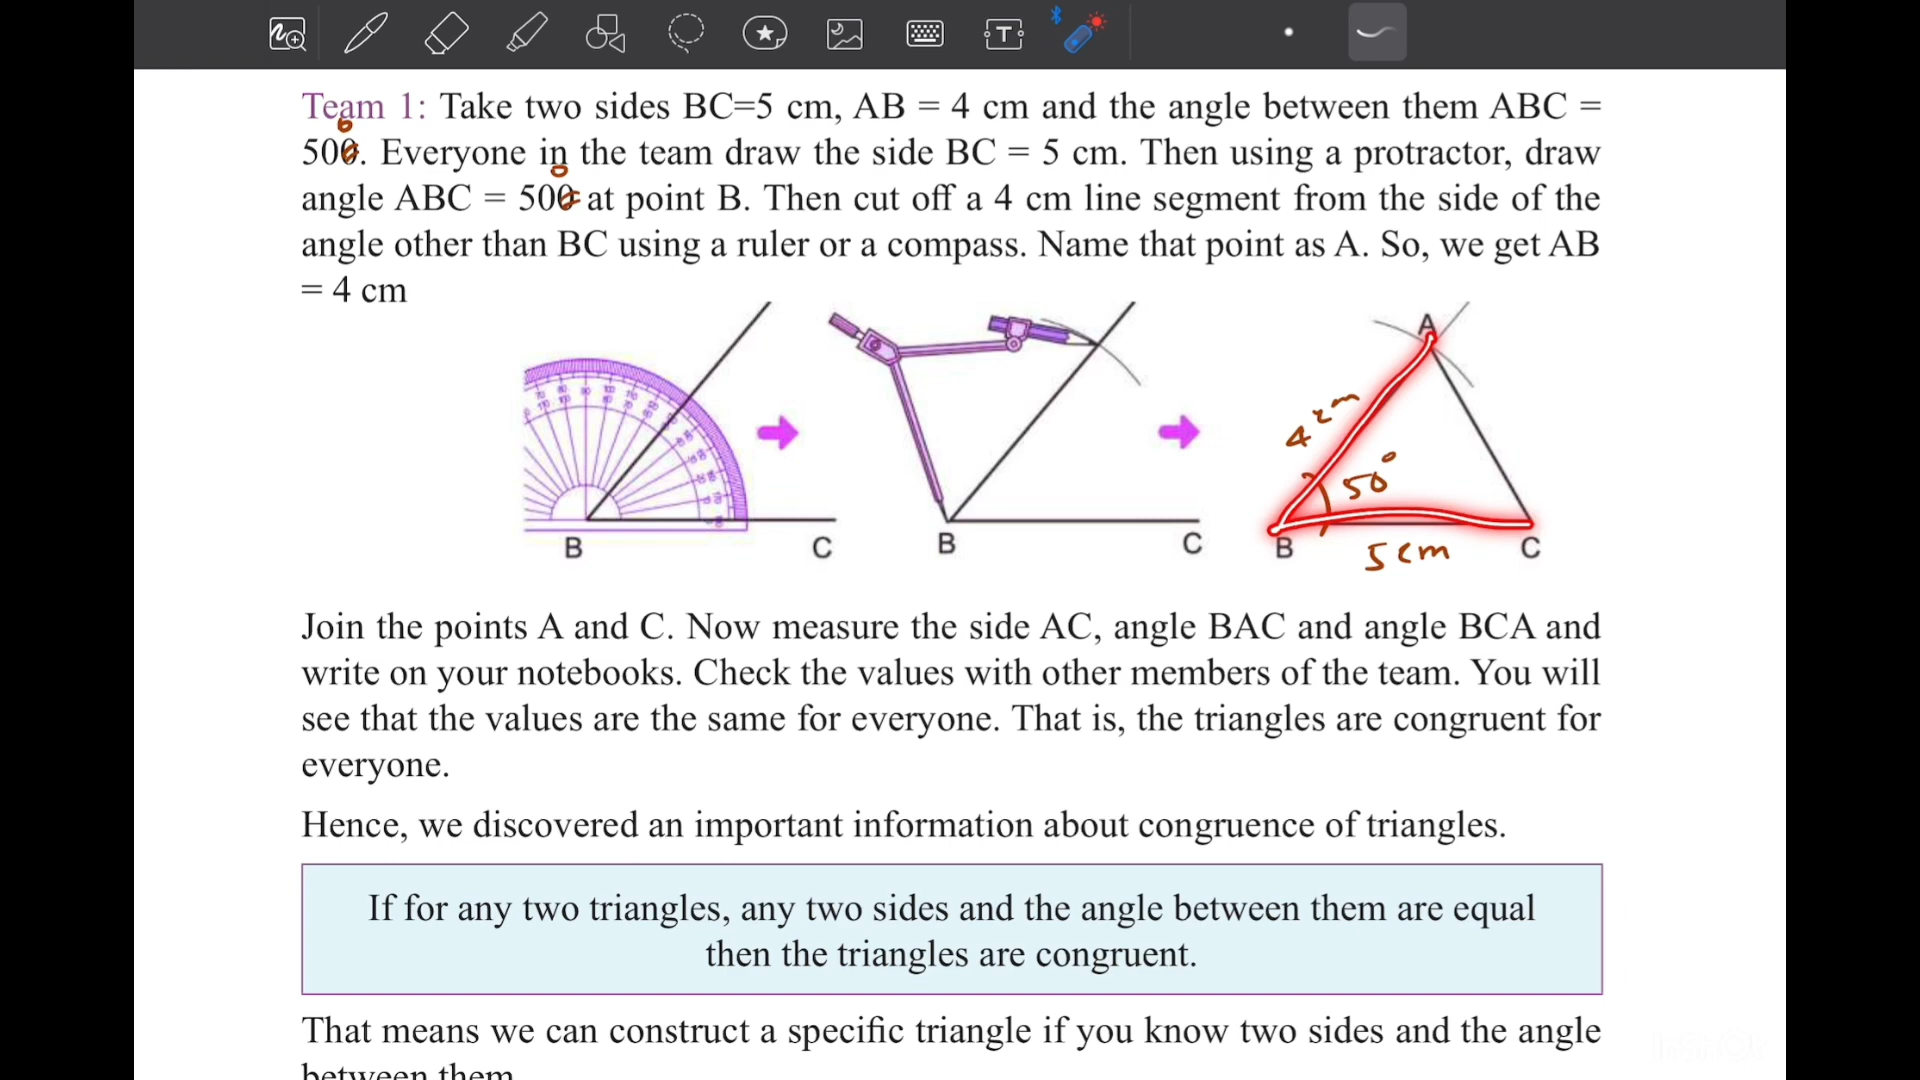 Team 1: Take two sides BC=5 cm, AB = 4 cm and the angle between them ABC =
500. Everyone in the team draw the side BC = 5 cm. Then using a protractor, draw
angle ABC = 500 at point B. Then cut off a 4 cm line segment from the side of the
angle other than BC using a ruler or a compass. Name that point as A. So, we get AB
= 4 cm
A
4 cm
50°
B C
B C
B C
5cm
Join the points A and C. Now measure the side AC, angle BAC and angle BCA and
write on your notebooks. Check the values with other members of the team. You will
see that the values are the same for everyone. That is, the triangles are congruent for
everyone.
Hence, we discovered an important information about congruence of triangles.
If for any two triangles, any two sides and the angle between them are equal
then the triangles are congruent.
That means we can construct a specific triangle if you know two sides and the angle
between them